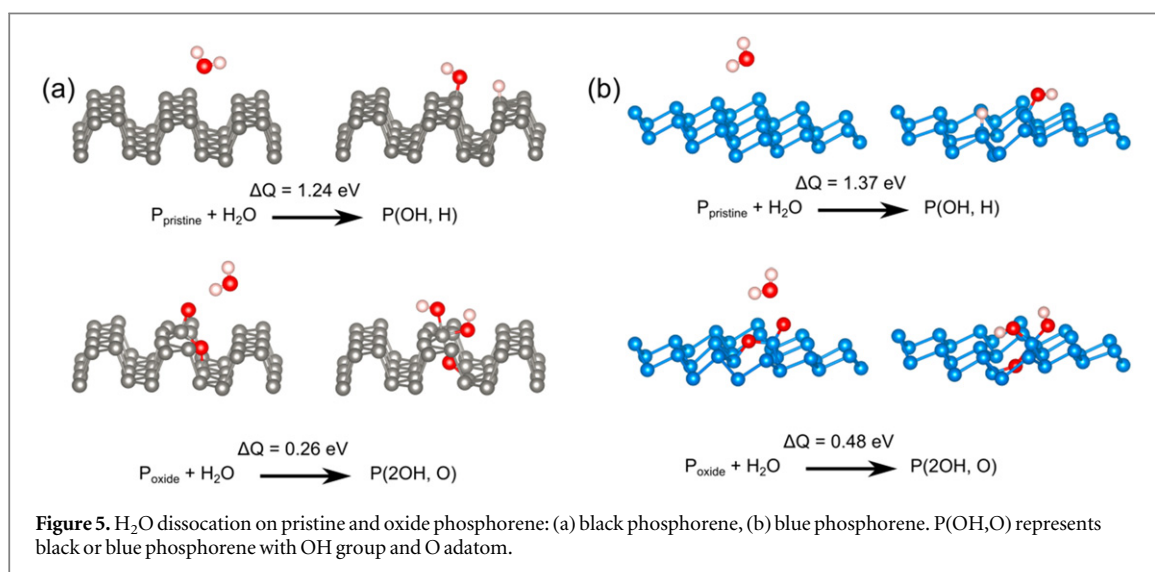 (a)
ΔQ = 1.24 eV
Ppristine + H2O P(OH, H)
ΔQ = 0.26 eV
Poxide + H2O P(2OH, O)
(b)
ΔQ = 1.37 eV
Ppristine + H2O P(OH, H)
ΔQ = 0.48 eV
Poxide + H2O P(2OH, O)
Figure 5. H2O dissocation on pristine and oxide phosphorene: (a) black phosphorene, (b) blue phosphorene. P(OH,O) represents
black or blue phosphorene with OH group and O adatom.